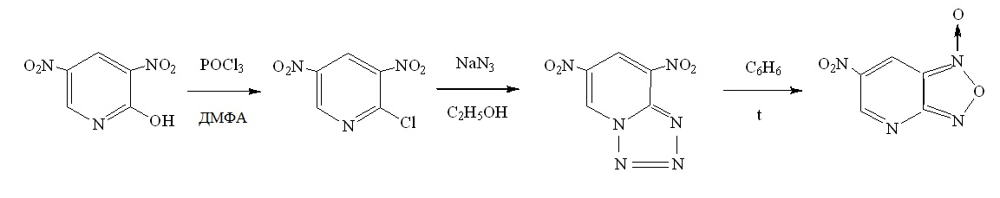 O₂N NO₂ N OH
POCl₃
ДМФА
O₂N NO₂ N Cl
NaN₃
C₂H₅OH
O₂N NO₂ N N N N
C₆H₆
t
O
O₂N N O N N